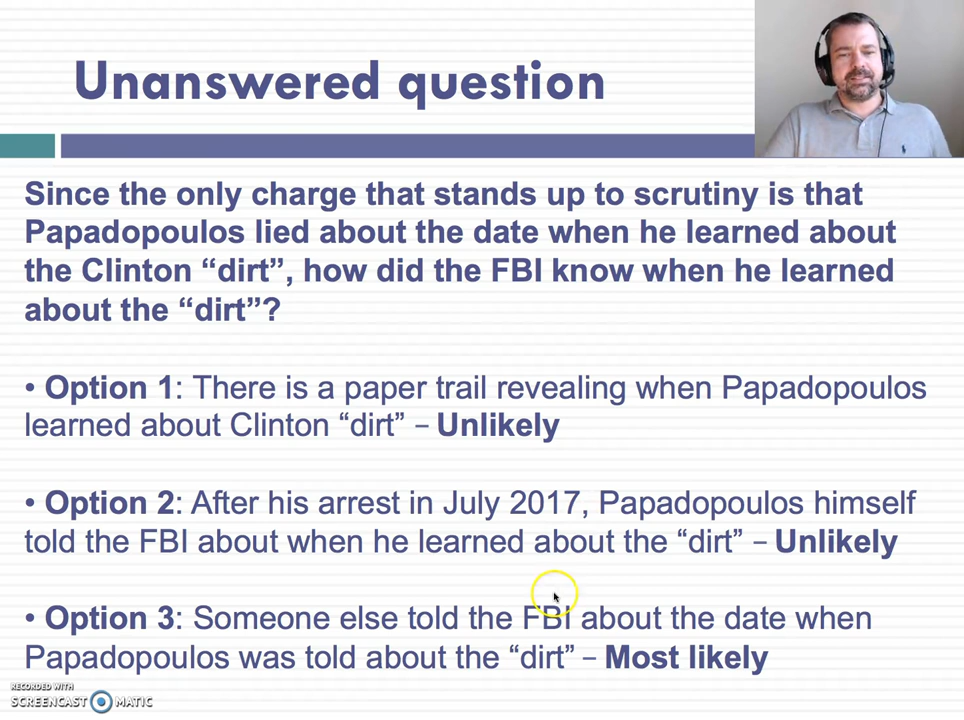 Unanswered question
Since the only charge that stands up to scrutiny is that
Papadopoulos lied about the date when he learned about
the Clinton “dirt”, how did the FBI know when he learned
about the “dirt”?
• Option 1: There is a paper trail revealing when Papadopoulos
learned about Clinton “dirt” – Unlikely
• Option 2: After his arrest in July 2017, Papadopoulos himself
told the FBI about when he learned about the “dirt” – Unlikely
• Option 3: Someone else told the FBI about the date when
Papadopoulos was told about the “dirt” – Most likely
RECORDED WITH
SCREENCAST MATIC